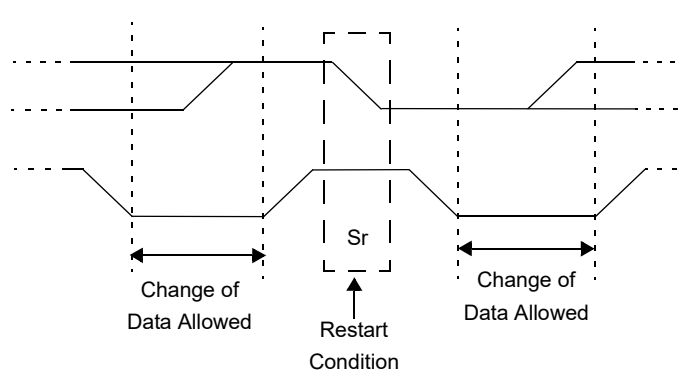 Sr
Change of
Data Allowed
Change of
Data Allowed
Restart
Condition